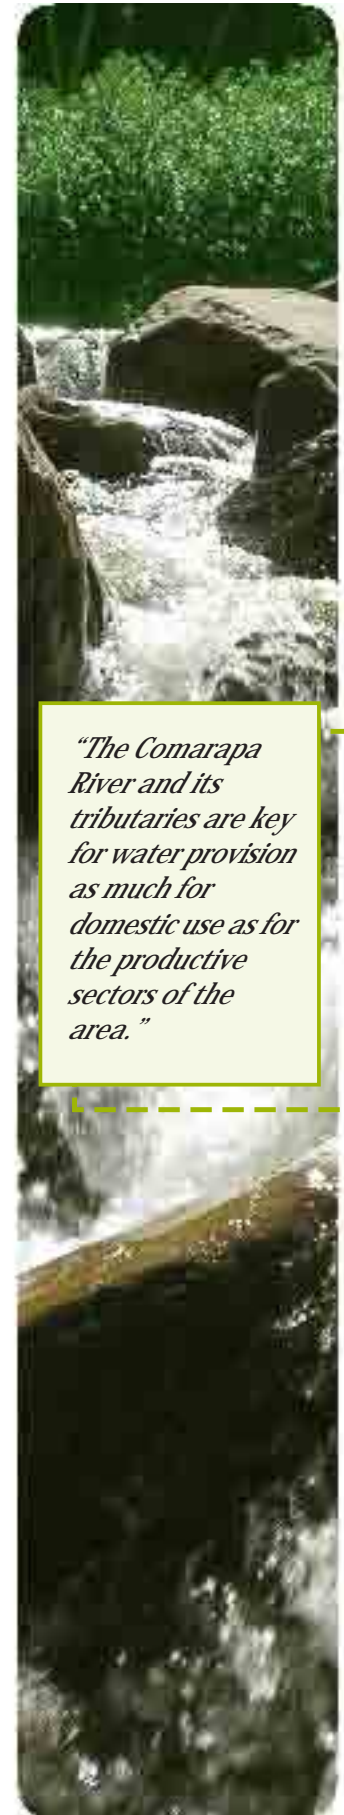 “The Comarapa
River and its
tributaries are key
for water provision
as much for
domestic use as for
the productive
sectors of the
area.”